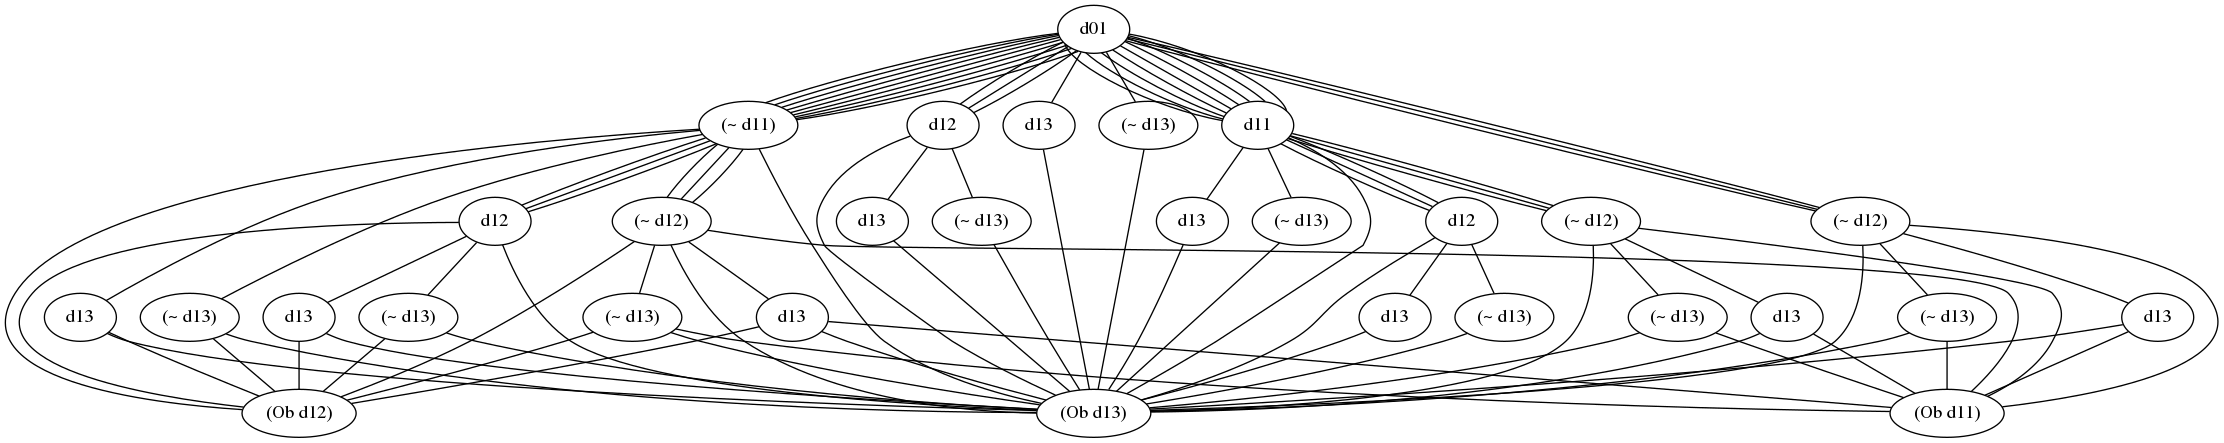 d01
(~ d11)
d12
d13
(~ d13)
d11
d12
(~ d12)
d13
(~ d13)
d13
(~ d13)
d12
(~ d12)
(~ d12)
d13
(~ d13)
d13
(~ d13)
(~ d13)
d13
d13
(~ d13)
(~ d13)
d13
(~ d13)
d13
(Ob d12)
(Ob d13)
(Ob d11)